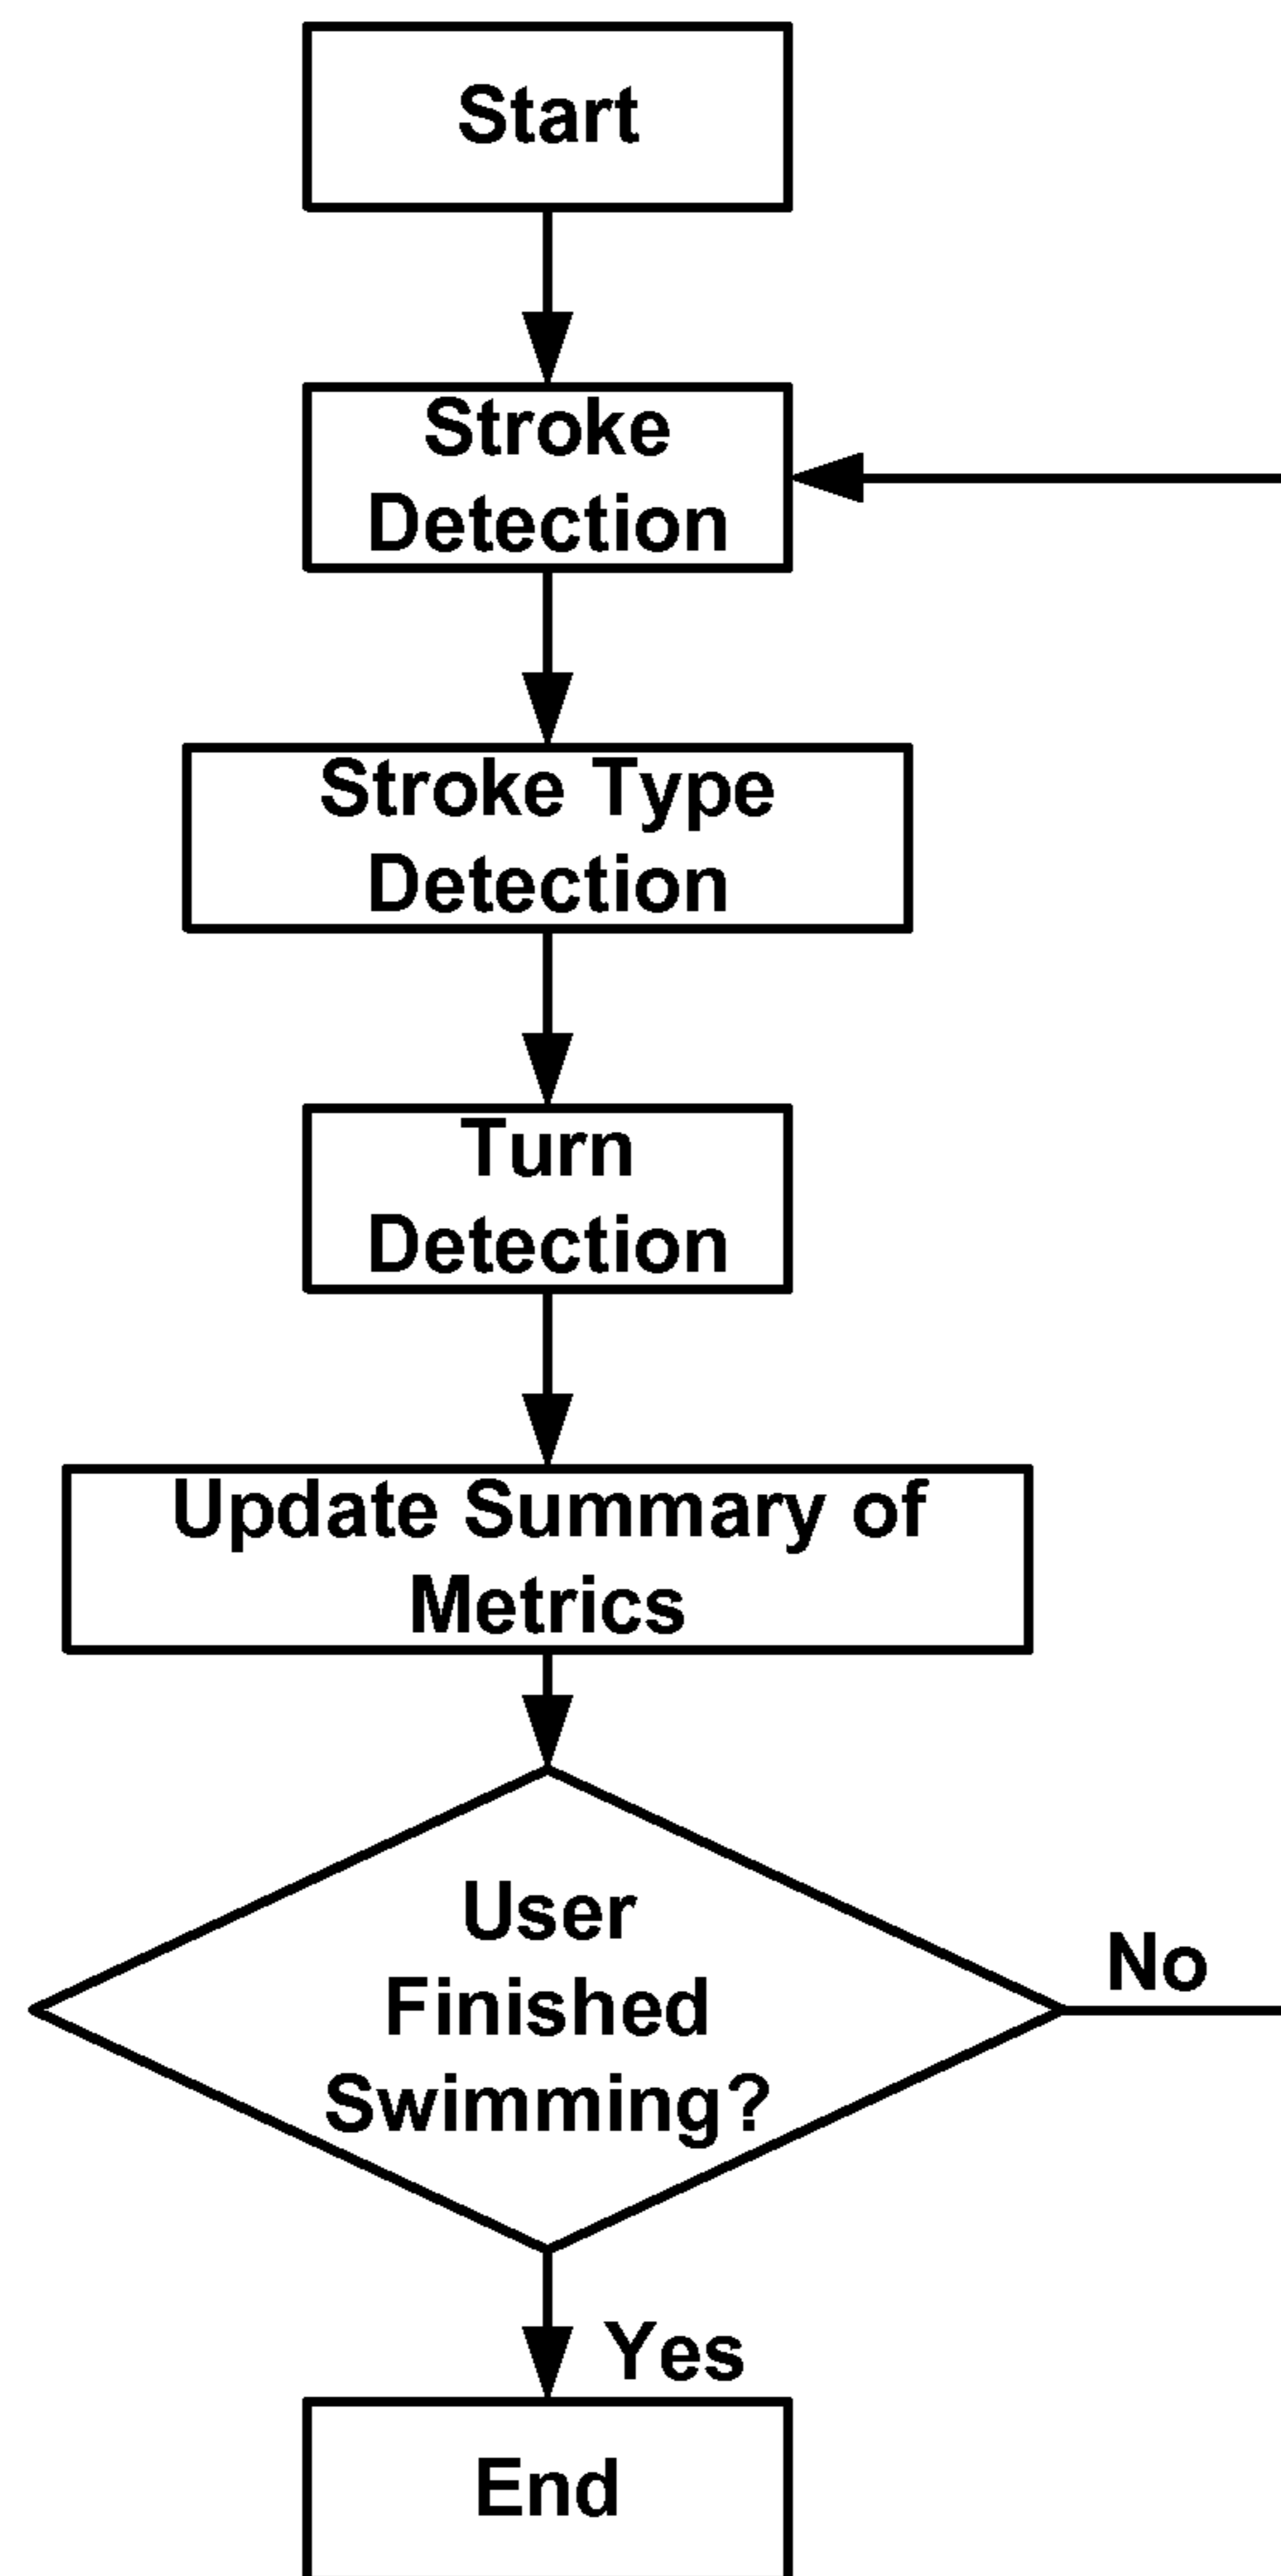 Start
Stroke
Detection
Stroke Type
Detection
Turn
Detection
Update Summary of
Metrics
User
Finished
Swimming?
No
Yes
End